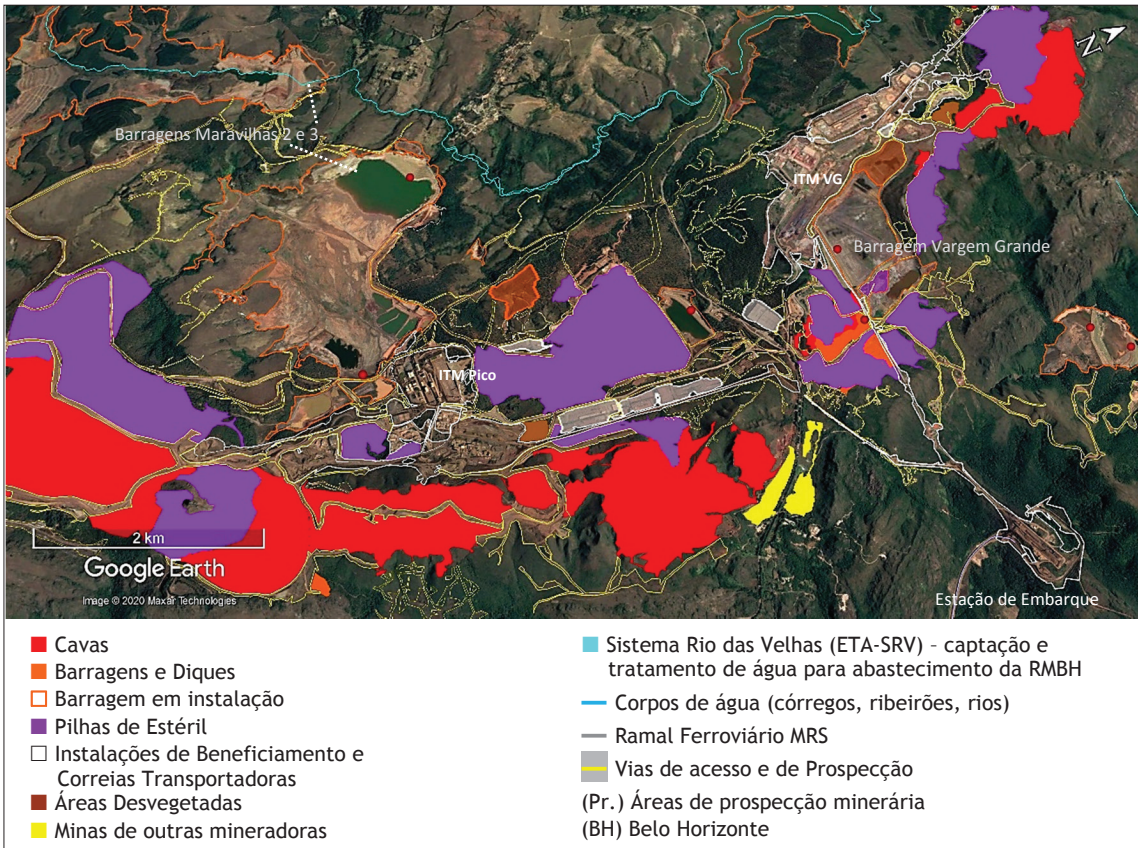 N
Barragens Maravilhas 2 e 3
ITM VG
Barragem Vargem Grande
ITM Pico
2 km
Google Earth
Image © 2020 Maxar Technologies
Estação de Embarque
Cavas
Barragens e Diques
Barragem em instalação
Pilhas de Estéril
Instalações de Beneficiamento e
Correias Transportadoras
Áreas Desvegetadas
Minas de outras mineradoras
Sistema Rio das Velhas (ETA-SRV) - captação e
tratamento de água para abastecimento da RMBH
Corpos de água (córregos, ribeirões, rios)
Ramal Ferroviário MRS
Vias de acesso e de Prospecção
(Pr.) Áreas de prospecção minerária
(BH) Belo Horizonte